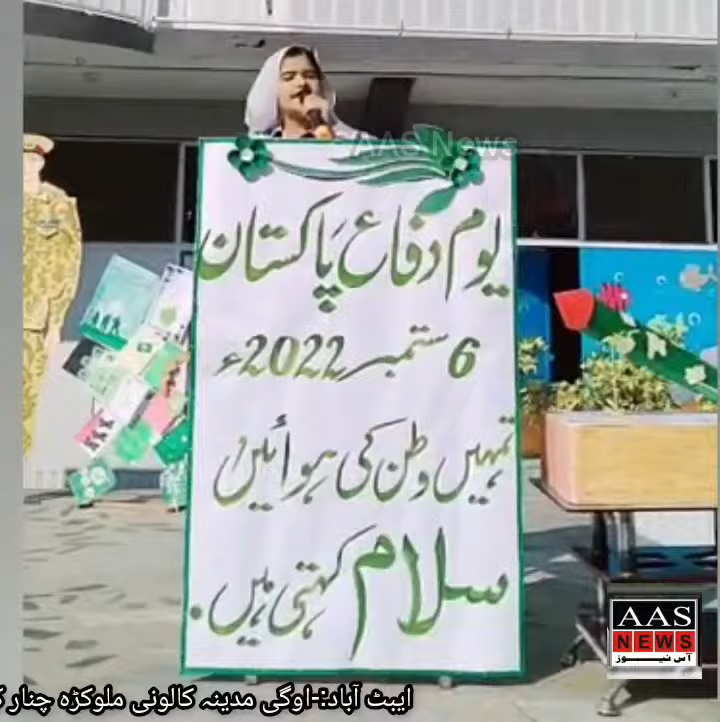 AAS News
یوم دفاع پاکستان
6 ستمبر 2022ء
تمہیں وطن کی ہوائیں
سلام کہتی ہیں.
AAS
NEWS
آس نیوز
ایبٹ آباد:-اوگی مدینہ کالونی ملوکڑہ چنار ک